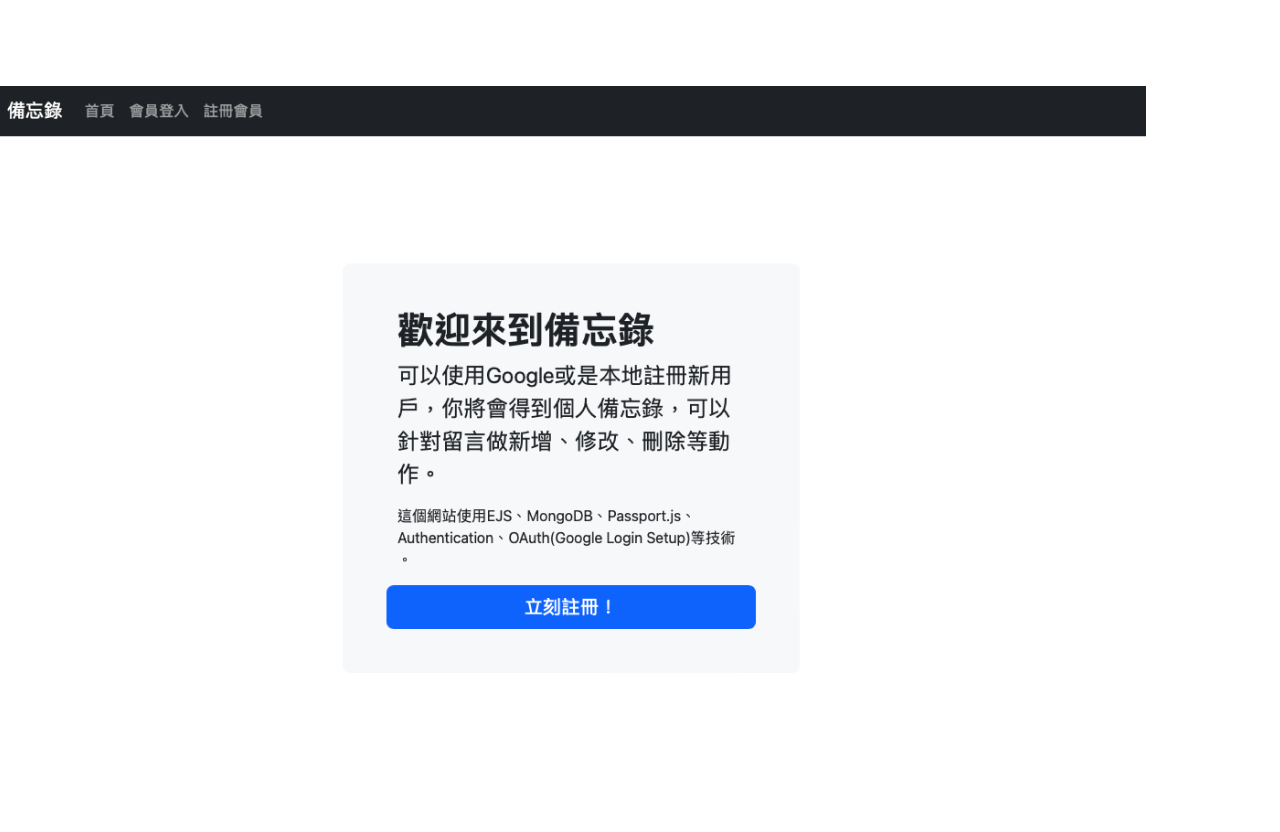 備忘錄 首頁 會員登入 註冊會員
歡迎來到備忘錄
可以使用Google或是本地註冊新用
戶，你將會得到個人備忘錄，可以
針對留言做新增、修改、刪除等動
作。
這個網站使用EJS、MongoDB、Passport.js、
Authentication、OAuth(Google Login Setup)等技術
。
立刻註冊！